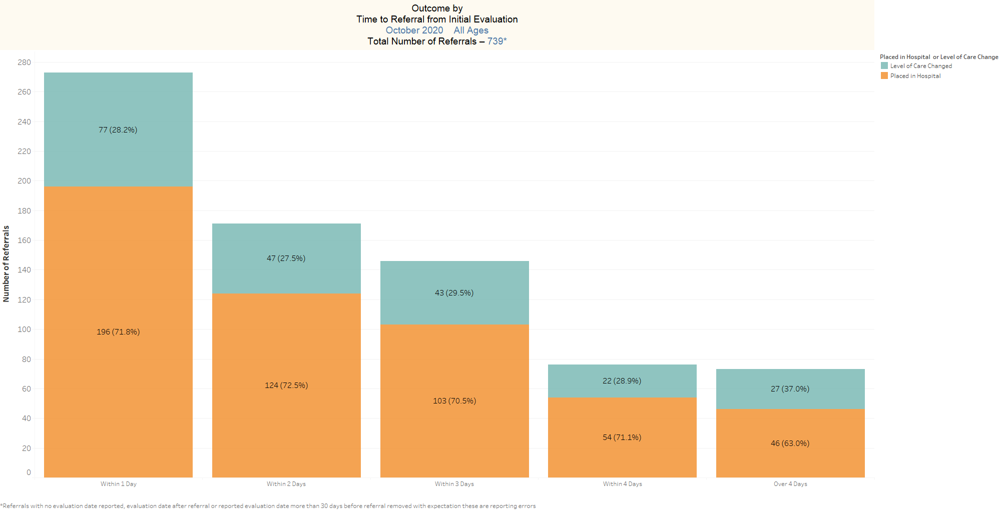 Outcome by
Time to Referral from Initial Evaluation
October 2020 All Ages
Total Number of Referrals – 739*
Placed in Hospital or Level of Care Change
Level of Care Changed
Placed in Hospital
Number of Referrals
280
260
240
220
200
180
160
140
120
100
80
60
40
20
0
77 (28.2%)
196 (71.8%)
47 (27.5%)
124 (72.5%)
43 (29.5%)
103 (70.5%)
22 (28.9%)
54 (71.1%)
27 (37.0%)
46 (63.0%)
Within 1 Day
Within 2 Days
Within 3 Days
Within 4 Days
Over 4 Days
*Referrals with no evaluation date reported, evaluation date after referral or reported evaluation date more than 30 days before referral removed with expectation these are reporting errors